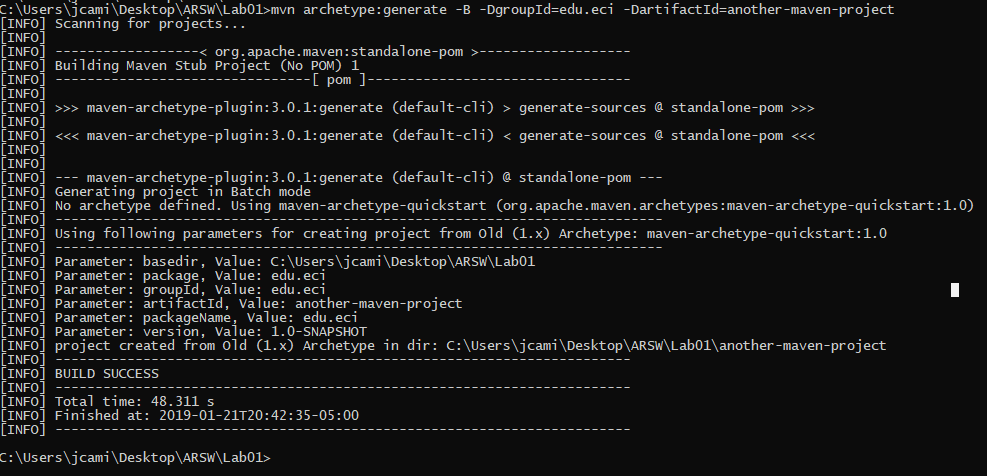 C:\Users\jcami\Desktop\ARSW\Lab01>mvn archetype:generate -B -DgroupId=edu.eci -DartifactId=another-maven-project
[INFO] Scanning for projects...
[INFO]
[INFO] ------------------< org.apache.maven:standalone-pom >-------------------
[INFO] Building Maven Stub Project (No POM) 1
[INFO] --------------------------------[ pom ]---------------------------------
[INFO]
[INFO] >>> maven-archetype-plugin:3.0.1:generate (default-cli) > generate-sources @ standalone-pom >>>
[INFO]
[INFO] <<< maven-archetype-plugin:3.0.1:generate (default-cli) < generate-sources @ standalone-pom <<<
[INFO]
[INFO]
[INFO] --- maven-archetype-plugin:3.0.1:generate (default-cli) @ standalone-pom ---
[INFO] Generating project in Batch mode
[INFO] No archetype defined. Using maven-archetype-quickstart (org.apache.maven.archetypes:maven-archetype-quickstart:1.0)
[INFO] ----------------------------------------------------------------------------
[INFO] Using following parameters for creating project from Old (1.x) Archetype: maven-archetype-quickstart:1.0
[INFO] ----------------------------------------------------------------------------
[INFO] Parameter: basedir, Value: C:\Users\jcami\Desktop\ARSW\Lab01
[INFO] Parameter: package, Value: edu.eci
[INFO] Parameter: groupId, Value: edu.eci
[INFO] Parameter: artifactId, Value: another-maven-project
[INFO] Parameter: packageName, Value: edu.eci
[INFO] Parameter: version, Value: 1.0-SNAPSHOT
[INFO] project created from Old (1.x) Archetype in dir: C:\Users\jcami\Desktop\ARSW\Lab01\another-maven-project
[INFO] ------------------------------------------------------------------------
[INFO] BUILD SUCCESS
[INFO] ------------------------------------------------------------------------
[INFO] Total time: 48.311 s
[INFO] Finished at: 2019-01-21T20:42:35-05:00
[INFO] ------------------------------------------------------------------------
C:\Users\jcami\Desktop\ARSW\Lab01>